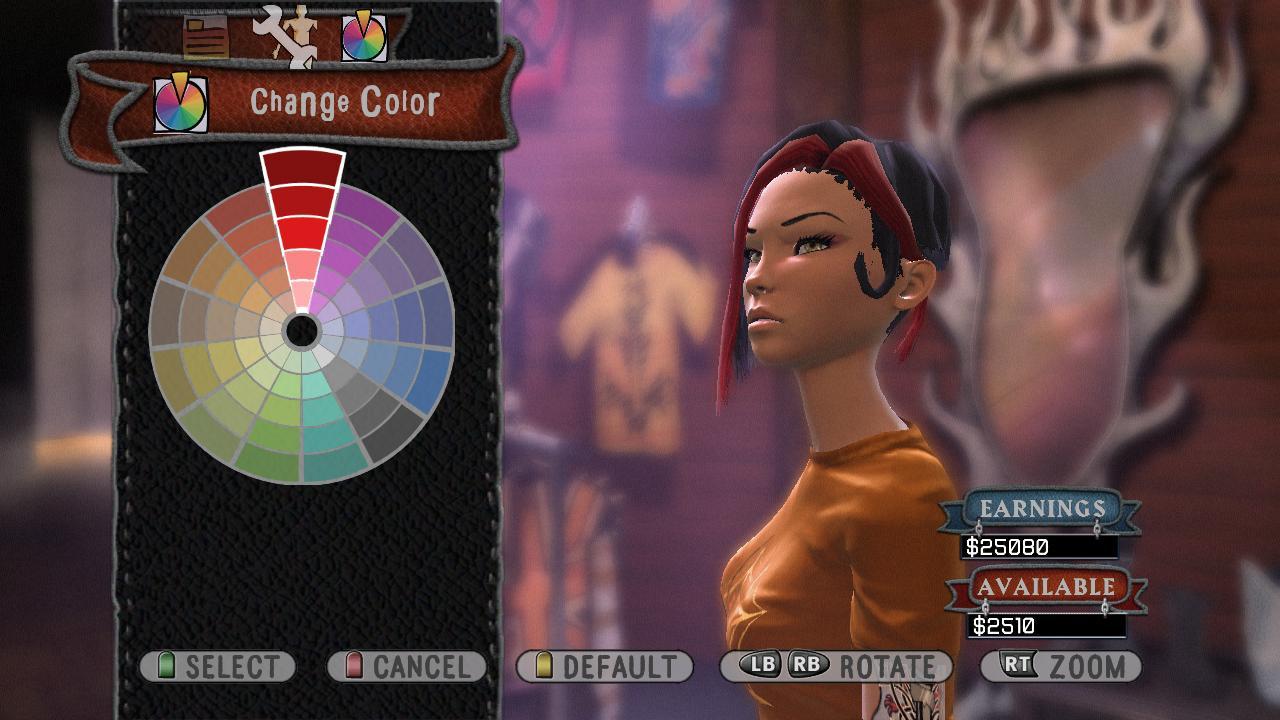 Change Color
EARNINGS
$25080
AVAILABLE
$2510
SELECT
CANCEL
DEFAULT
LB RB ROTATE
RT ZOOM